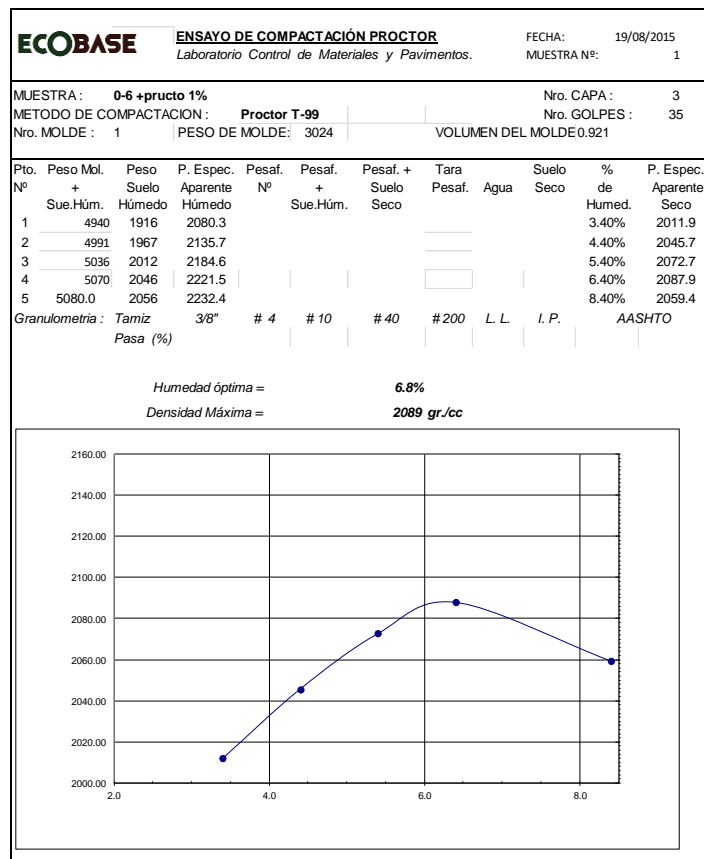 ECOBASE
ENSAYO DE COMPACTACIÓN PROCTOR
Laboratorio Control de Materiales y Pavimentos.
FECHA: 19/08/2015
MUESTRA Nº: 1
MUESTRA : 0-6 +pructo 1% Nro. CAPA : 3
METODO DE COMPACTACION : Proctor T-99 Nro. GOLPES : 35
Nro. MOLDE : 1 PESO DE MOLDE: 3024 VOLUMEN DEL MOLDE 0.921
Pto. Peso Mol. Peso P. Espec. Pesaf. Pesaf. Pesaf. + Tara Suelo % P. Espec.
Nº + Suelo Aparente Nº + Suelo Pesaf. Agua Seco de Aparente
Sue.Húm. Húmedo Húmedo Sue.Húm. Seco Humed. Seco
1 4940 1916 2080.3 3.40% 2011.9
2 4991 1967 2135.7 4.40% 2045.7
3 5036 2012 2184.6 5.40% 2072.7
4 5070 2046 2221.5 6.40% 2087.9
5 5080.0 2056 2232.4 8.40% 2059.4
Granulometria : Tamiz 3/8" # 4 # 10 # 40 # 200 L. L. I. P. AASHTO
Pasa (%)
Humedad óptima = 6.8%
Densidad Máxima = 2089 gr./cc
2160.00
2140.00
2120.00
2100.00
2080.00
2060.00
2040.00
2020.00
2000.00
2.0 4.0 6.0 8.0